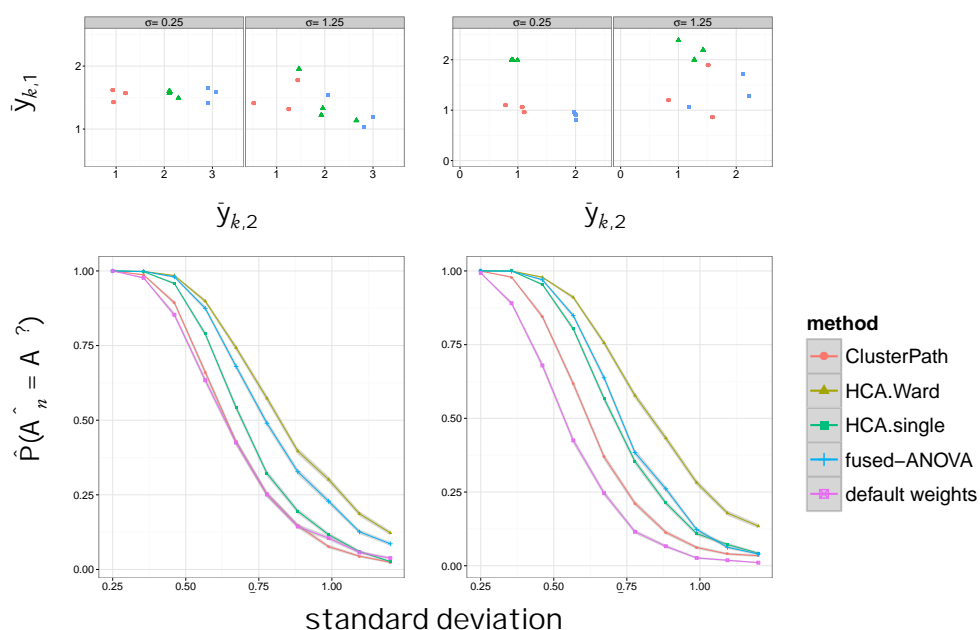 σ= 0.25 σ= 1.25 σ= 0.25 σ= 1.25
ȳk,1
2
1
2
1
0
1 2 3 1 2 3 0 1 2 0 1 2
ȳk,2 ȳk,2
P̂(Â n = A ?)
1.00
0.75
0.50
0.25
0.00
0.25 0.50 0.75 1.00
1.00
0.75
0.50
0.25
0.00
0.25 0.50 0.75 1.00
standard deviation
method
ClusterPath
HCA.Ward
HCA.single
fused−ANOVA
default weights